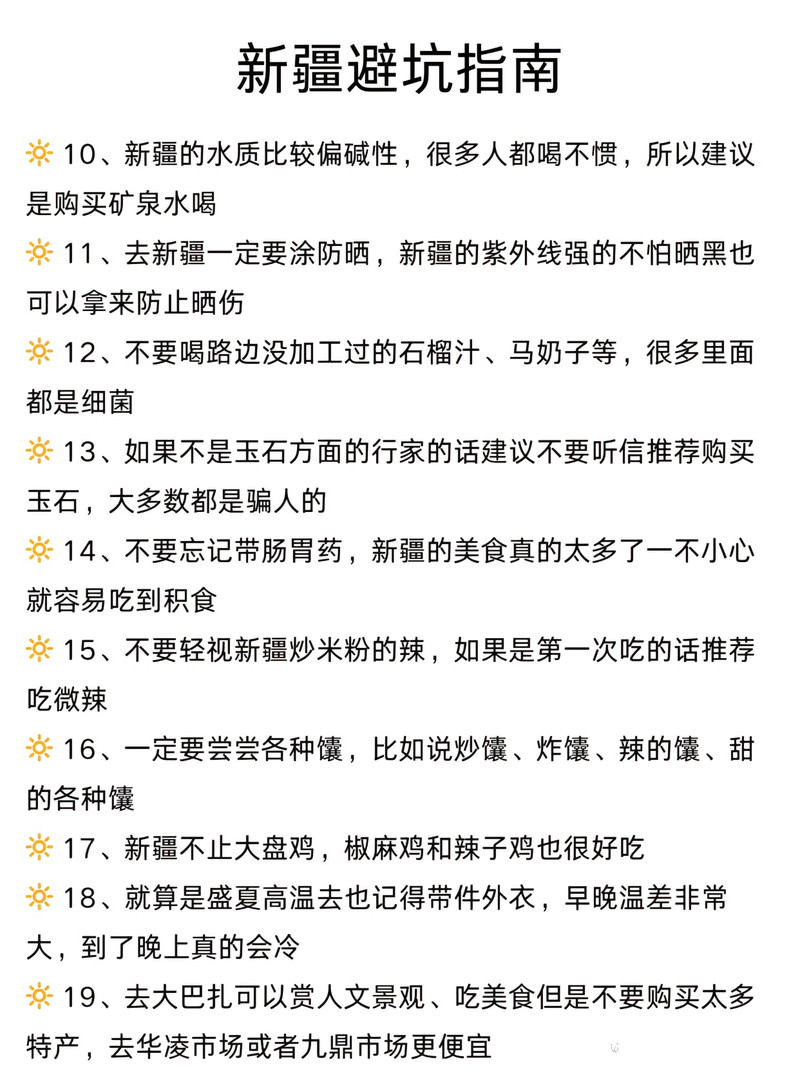 新疆避坑指南
10、新疆的水质比较偏碱性，很多人都喝不惯，所以建议
是购买矿泉水喝
11、去新疆一定要涂防晒，新疆的紫外线强的不怕晒黑也
可以拿来防止晒伤
12、不要喝路边没加工过的石榴汁、马奶子等，很多里面
都是细菌
13、如果不是玉石方面的行家的话建议不要听信推荐购买
玉石，大多数都是骗人的
14、不要忘记带肠胃药，新疆的美食真的太多了一不小心
就容易吃到积食
15、不要轻视新疆炒米粉的辣，如果是第一次吃的话推荐
吃微辣
16、一定要尝尝各种馕，比如说炒馕、炸馕、辣的馕、甜
的各种馕
17、新疆不止大盘鸡，椒麻鸡和辣子鸡也很好吃
18、就算是盛夏高温去也记得带件外衣，早晚温差非常
大，到了晚上真的会冷
19、去大巴扎可以赏人文景观、吃美食但是不要购买太多
特产，去华凌市场或者九鼎市场更便宜